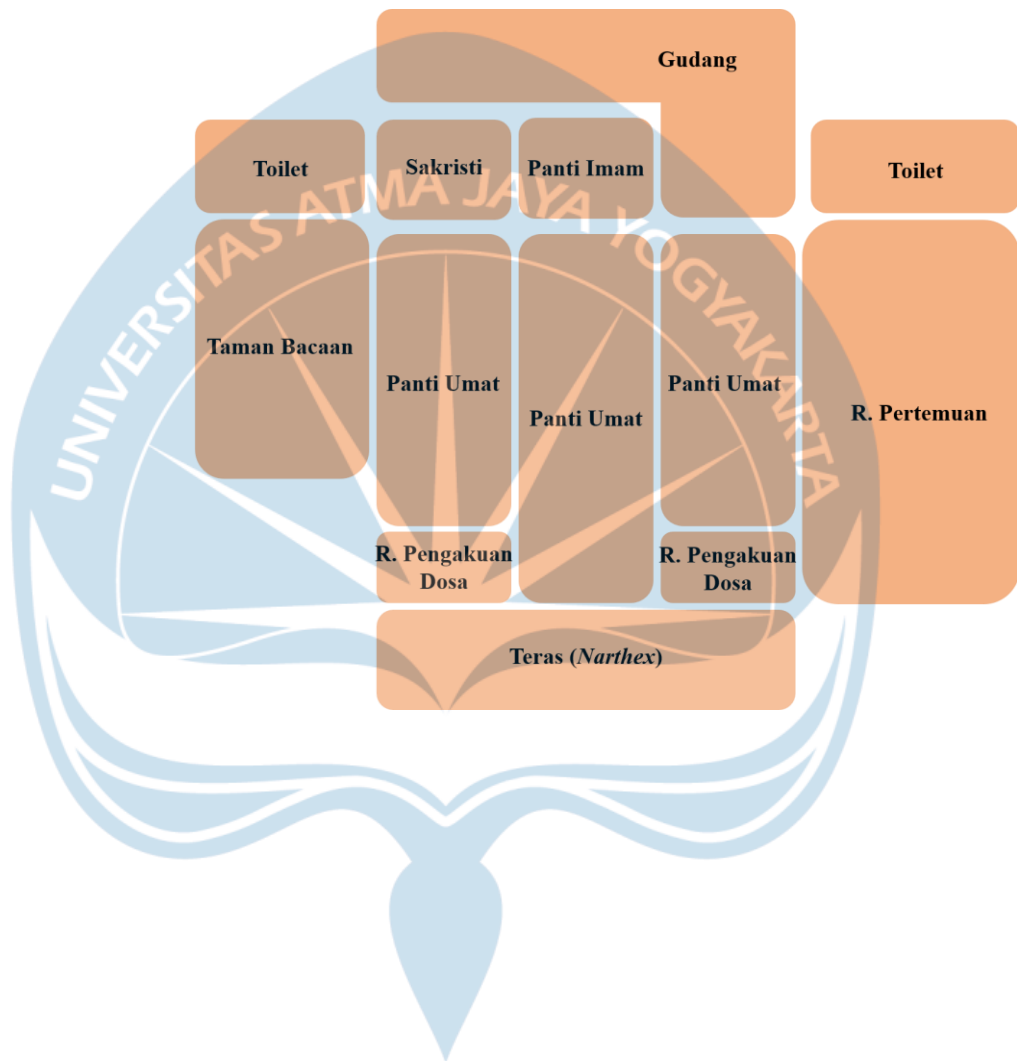 Gudang
Toilet
Sakristi
Panti Imam
Toilet
UNIVERSITAS ATMA JAYA YOGYAKARTA
Taman Bacaan
Panti Umat
Panti Umat
Panti Umat
R. Pertemuan
R. Pengakuan
Dosa
R. Pengakuan
Dosa
Teras (Narthex)